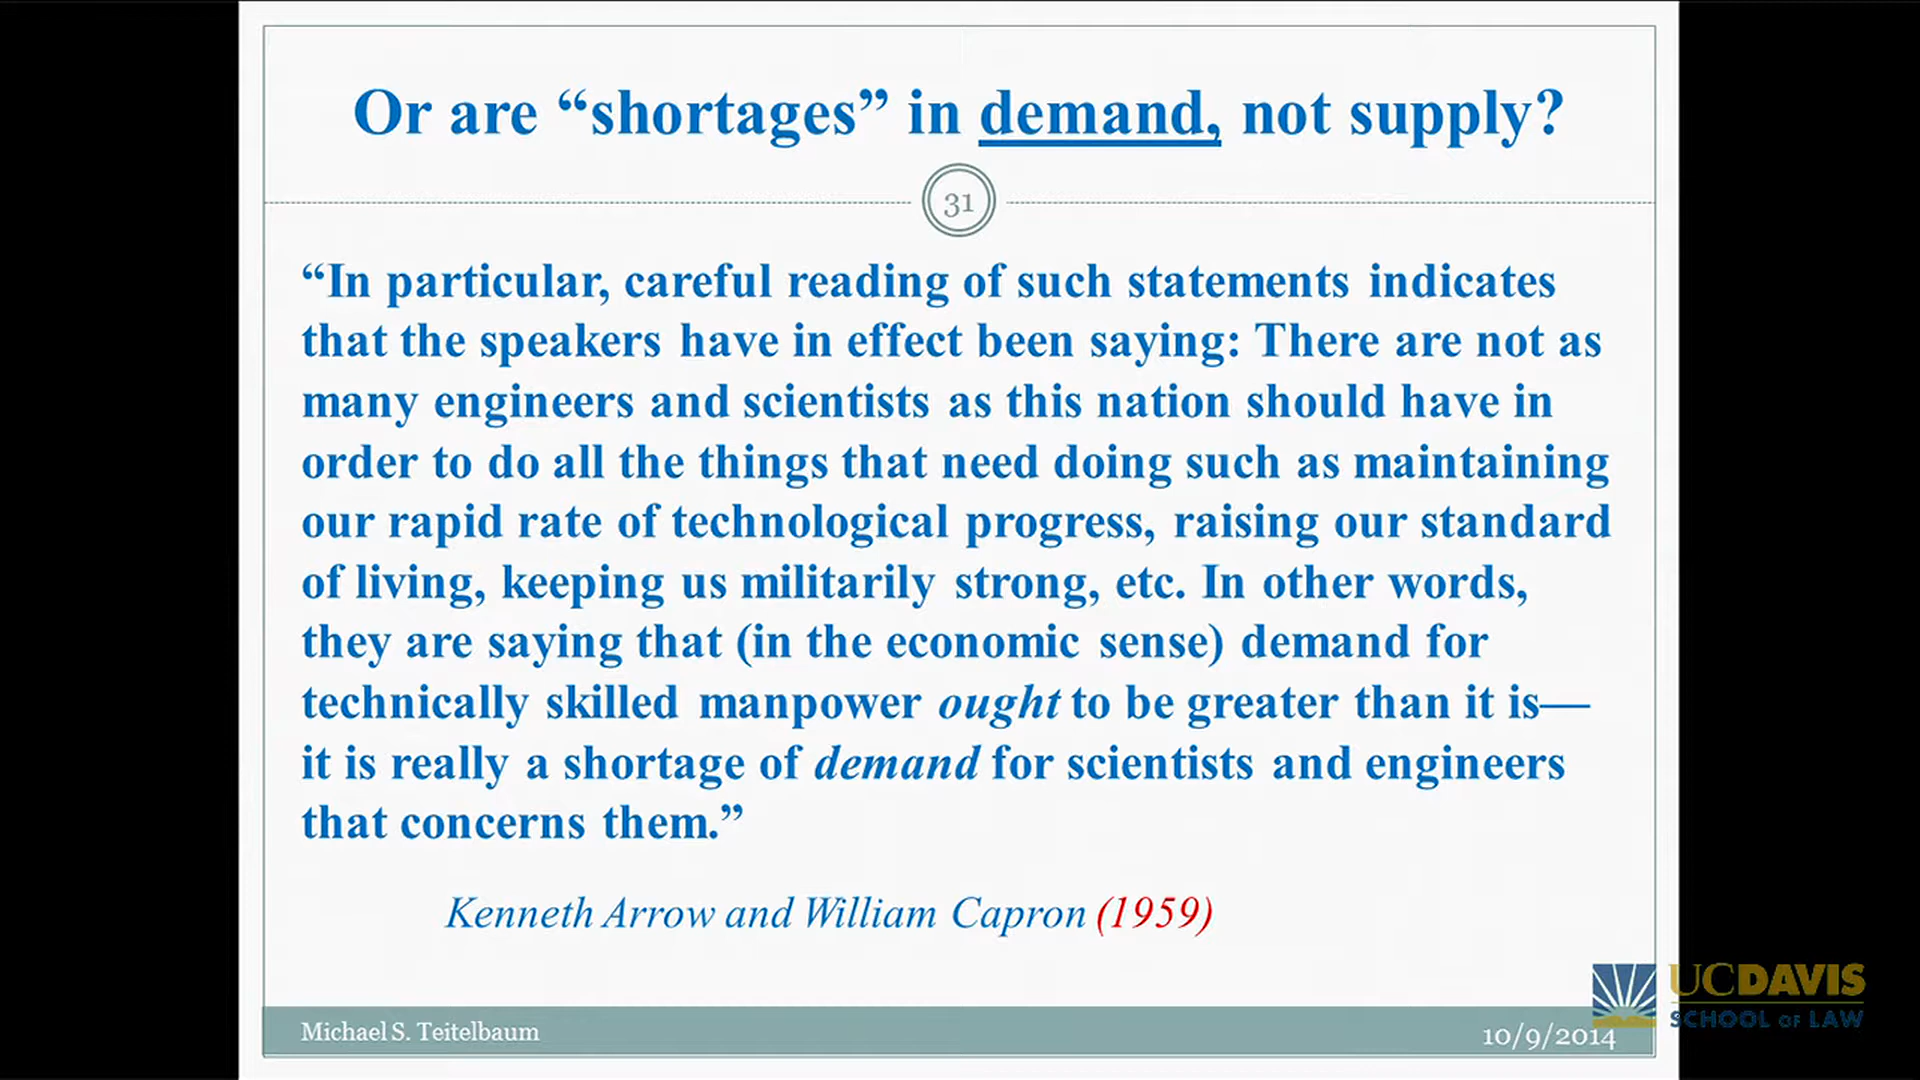 Or are “shortages” in demand, not supply?
31
“In particular, careful reading of such statements indicates
that the speakers have in effect been saying: There are not as
many engineers and scientists as this nation should have in
order to do all the things that need doing such as maintaining
our rapid rate of technological progress, raising our standard
of living, keeping us militarily strong, etc. In other words,
they are saying that (in the economic sense) demand for
technically skilled manpower ought to be greater than it is—
it is really a shortage of demand for scientists and engineers
that concerns them.”
Kenneth Arrow and William Capron (1959)
UCDAVIS
SCHOOL OF LAW
Michael S. Teitelbaum
10/9/2014